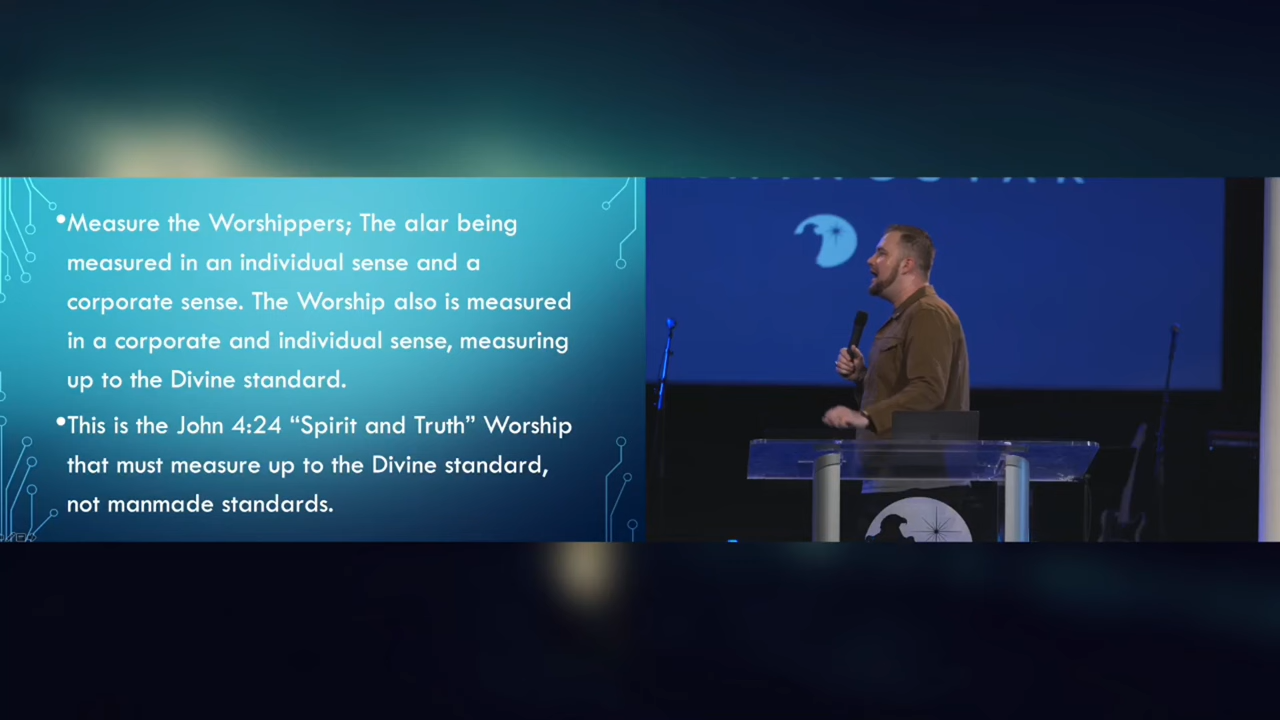 •Measure the Worshippers; The alar being
measured in an individual sense and a
corporate sense. The Worship also is measured
in a corporate and individual sense, measuring
up to the Divine standard.
•This is the John 4:24 “Spirit and Truth” Worship
that must measure up to the Divine standard,
not manmade standards.